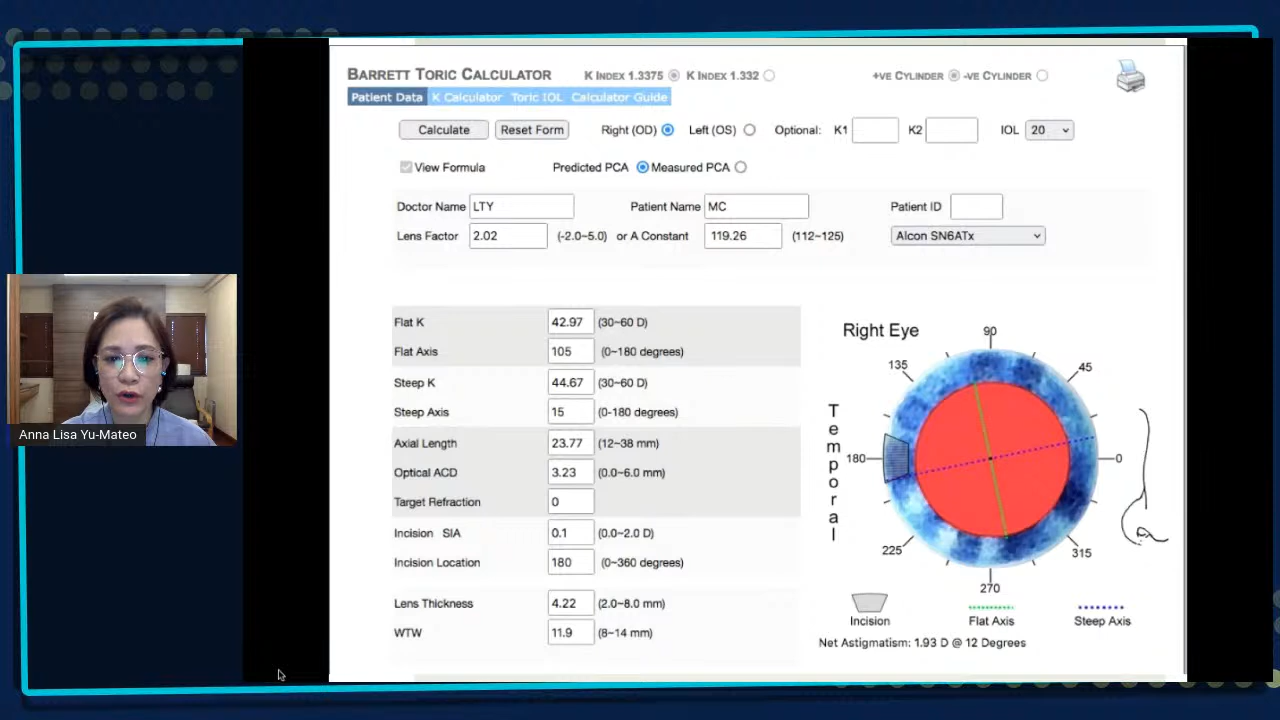 BARRETT TORIC CALCULATOR K INDEX 1.3375 K INDEX 1.332 +VE CYLINDER -VE CYLINDER
Patient Data K Calculator Toric IOL Calculator Guide
Calculate Reset Form Right (OD) Left (OS) Optional: K1 K2 IOL 20
View Formula Predicted PCA Measured PCA
Doctor Name LTY Patient Name MC Patient ID
Lens Factor 2.02 (-2.0~5.0) or A Constant 119.26 (112~125) Alcon SN6ATx
Flat K 42.97 (30~60 D)
Flat Axis 105 (0~180 degrees)
Steep K 44.67 (30~60 D)
Steep Axis 15 (0-180 degrees)
Axial Length 23.77 (12~38 mm)
Optical ACD 3.23 (0.0~6.0 mm)
Target Refraction 0
Incision SIA 0.1 (0.0~2.0 D)
Incision Location 180 (0~360 degrees)
Lens Thickness 4.22 (2.0~8.0 mm)
WTW 11.9 (8~14 mm)
Right Eye
90
135 45
Temporal
180 0
225 315
270
Incision Flat Axis Steep Axis
Net Astigmatism: 1.93 D @ 12 Degrees
Anna Lisa Yu-Mateo